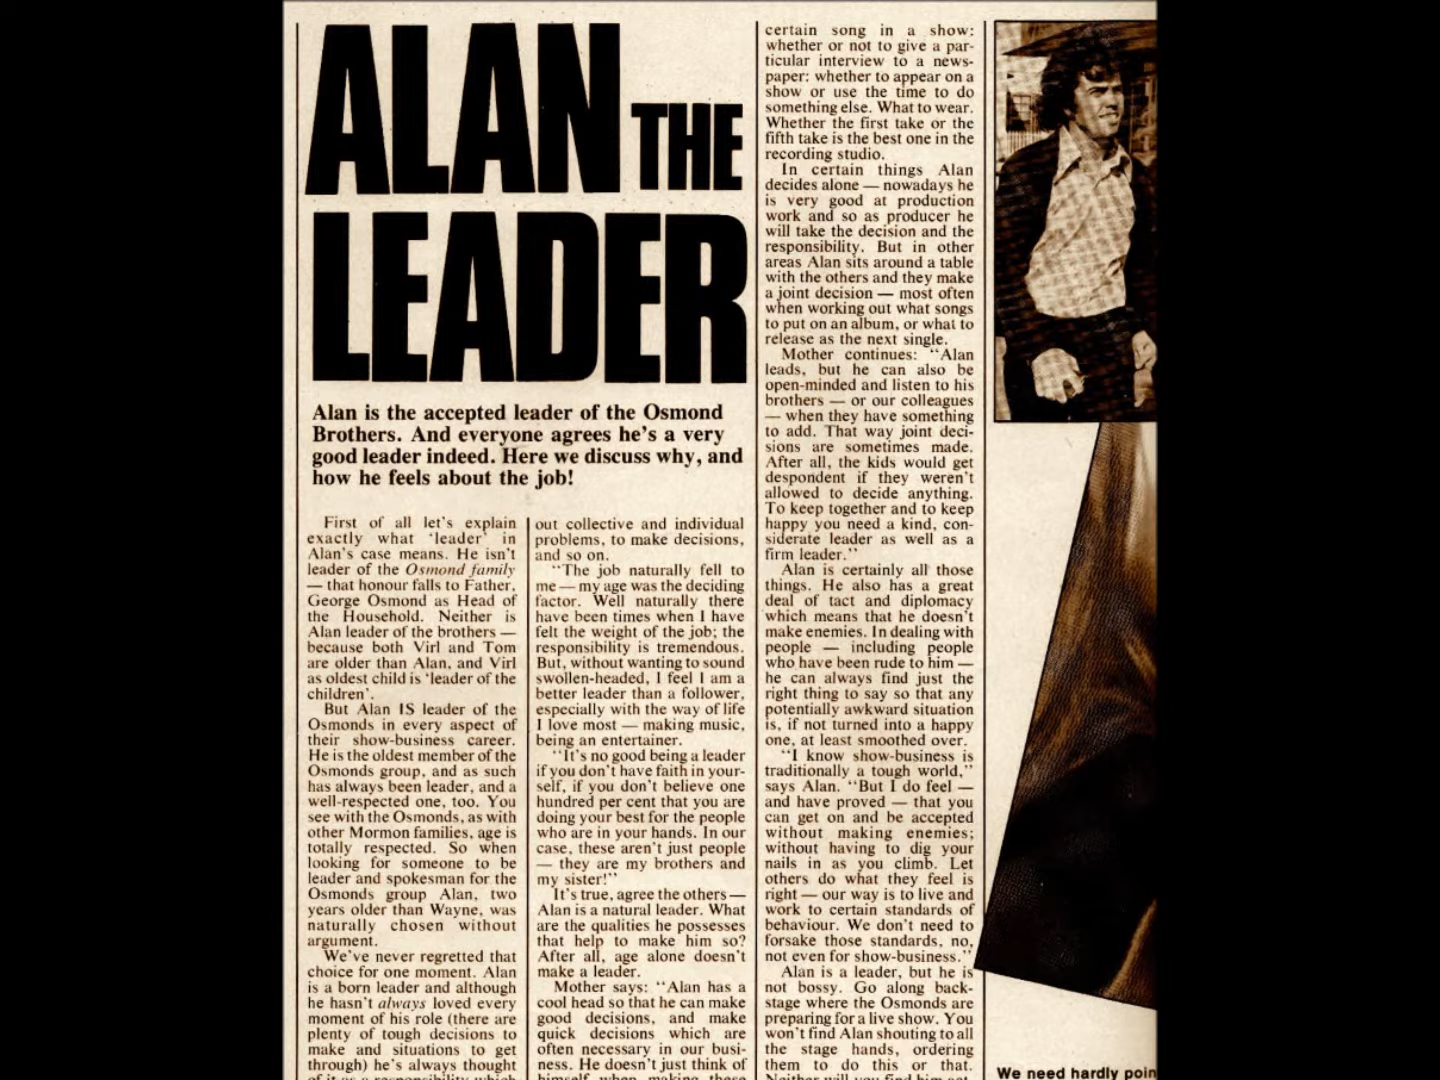 ALAN THE
LEADER
Alan is the accepted leader of the Osmond
Brothers. And everyone agrees he's a very
good leader indeed. Here we discuss why, and
how he feels about the job!
First of all let's explain
exactly what 'leader' in
Alan's case means. He isn't
leader of the Osmond family
— that honour falls to Father,
George Osmond as Head of
the Household. Neither is
Alan leader of the brothers —
because both Virl and Tom
are older than Alan, and Virl
as oldest child is 'leader of the
children'.
But Alan IS leader of the
Osmonds in every aspect of
their show-business career.
He is the oldest member of the
Osmonds group, and as such
has always been leader, and a
well-respected one, too. You
see with the Osmonds, as with
other Mormon families, age is
totally respected. So when
looking for someone to be
leader and spokesman for the
Osmonds group Alan, two
years older than Wayne, was
naturally chosen without
argument.
We've never regretted that
choice for one moment. Alan
is a born leader and although
he hasn't always loved every
moment of his role (there are
plenty of tough decisions to
make and situations to get
through) he's always thought
of it as a responsibility which
out collective and individual
problems, to make decisions,
and so on.
"The job naturally fell to
me — my age was the deciding
factor. Well naturally there
have been times when I have
felt the weight of the job; the
responsibility is tremendous.
But, without wanting to sound
swollen-headed, I feel I am a
better leader than a follower,
especially with the way of life
I love most — making music,
being an entertainer.
"It's no good being a leader
if you don't have faith in your-
self, if you don't believe one
hundred per cent that you are
doing your best for the people
who are in your hands. In our
case, these aren't just people
— they are my brothers and
my sister!"
It's true, agree the others —
Alan is a natural leader. What
are the qualities he possesses
that help to make him so?
After all, age alone doesn't
make a leader.
Mother says: "Alan has a
cool head so that he can make
good decisions, and make
quick decisions which are
often necessary in our busi-
ness. He doesn't just think of
himself when making these
certain song in a show:
whether or not to give a par-
ticular interview to a news-
paper: whether to appear on a
show or use the time to do
something else. What to wear.
Whether the first take or the
fifth take is the best one in the
recording studio.
In certain things Alan
decides alone — nowadays he
is very good at production
work and so as producer he
will take the decision and the
responsibility. But in other
areas Alan sits around a table
with the others and they make
a joint decision — most often
when working out what songs
to put on an album, or what to
release as the next single.
Mother continues: "Alan
leads, but he can also be
open-minded and listen to his
brothers — or our colleagues
— when they have something
to add. That way joint deci-
sions are sometimes made.
After all, the kids would get
despondent if they weren't
allowed to decide anything.
To keep together and to keep
happy you need a kind, con-
siderate leader as well as a
firm leader."
Alan is certainly all those
things. He also has a great
deal of tact and diplomacy
which means that he doesn't
make enemies. In dealing with
people — including people
who have been rude to him —
he can always find just the
right thing to say so that any
potentially awkward situation
is, if not turned into a happy
one, at least smoothed over.
"I know show-business is
traditionally a tough world,"
says Alan. "But I do feel —
and have proved — that you
can get on and be accepted
without making enemies;
without having to dig your
nails in as you climb. Let
others do what they feel is
right — our way is to live and
work to certain standards of
behaviour. We don't need to
forsake those standards, no,
not even for show-business."
Alan is a leader, but he is
not bossy. Go along back-
stage where the Osmonds are
preparing for a live show. You
won't find Alan shouting to all
the stage hands, ordering
them to do this or that.
Neither will you find him
We need hardly poin